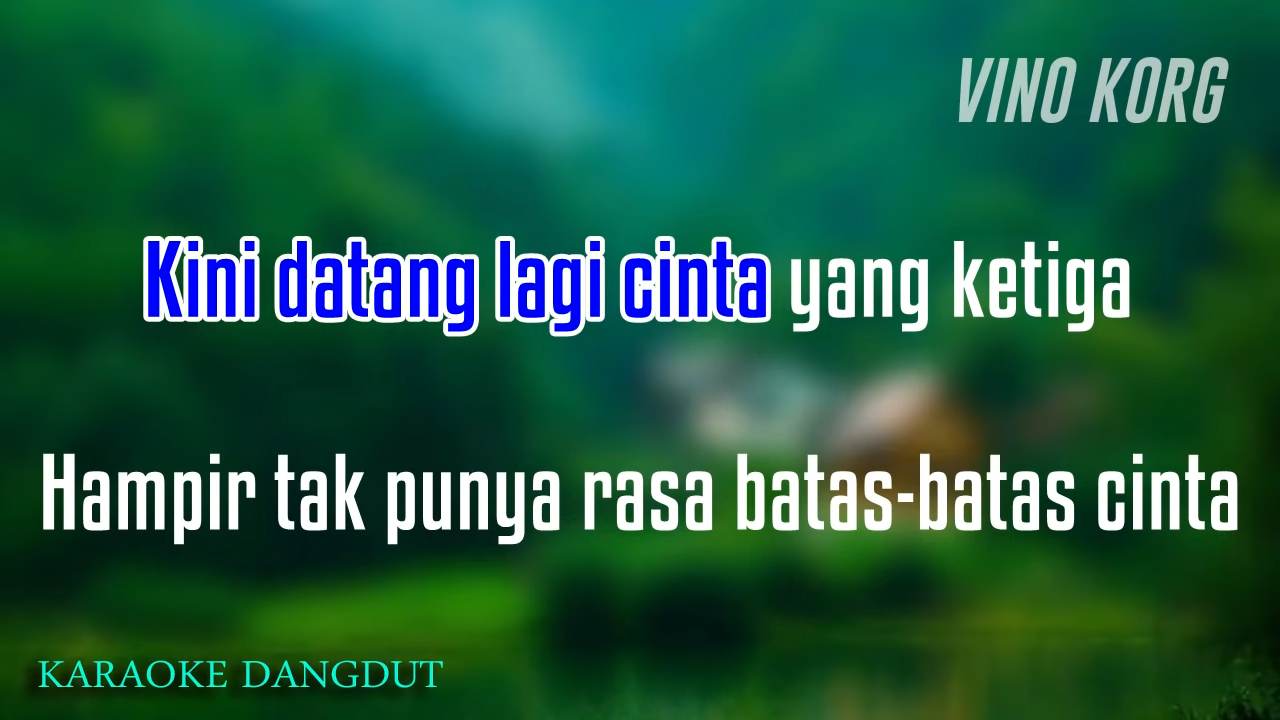 VINO KORG
Kini datang lagi cinta yang ketiga
Hampir tak punya rasa batas-batas cinta
KARAOKE DANGDUT